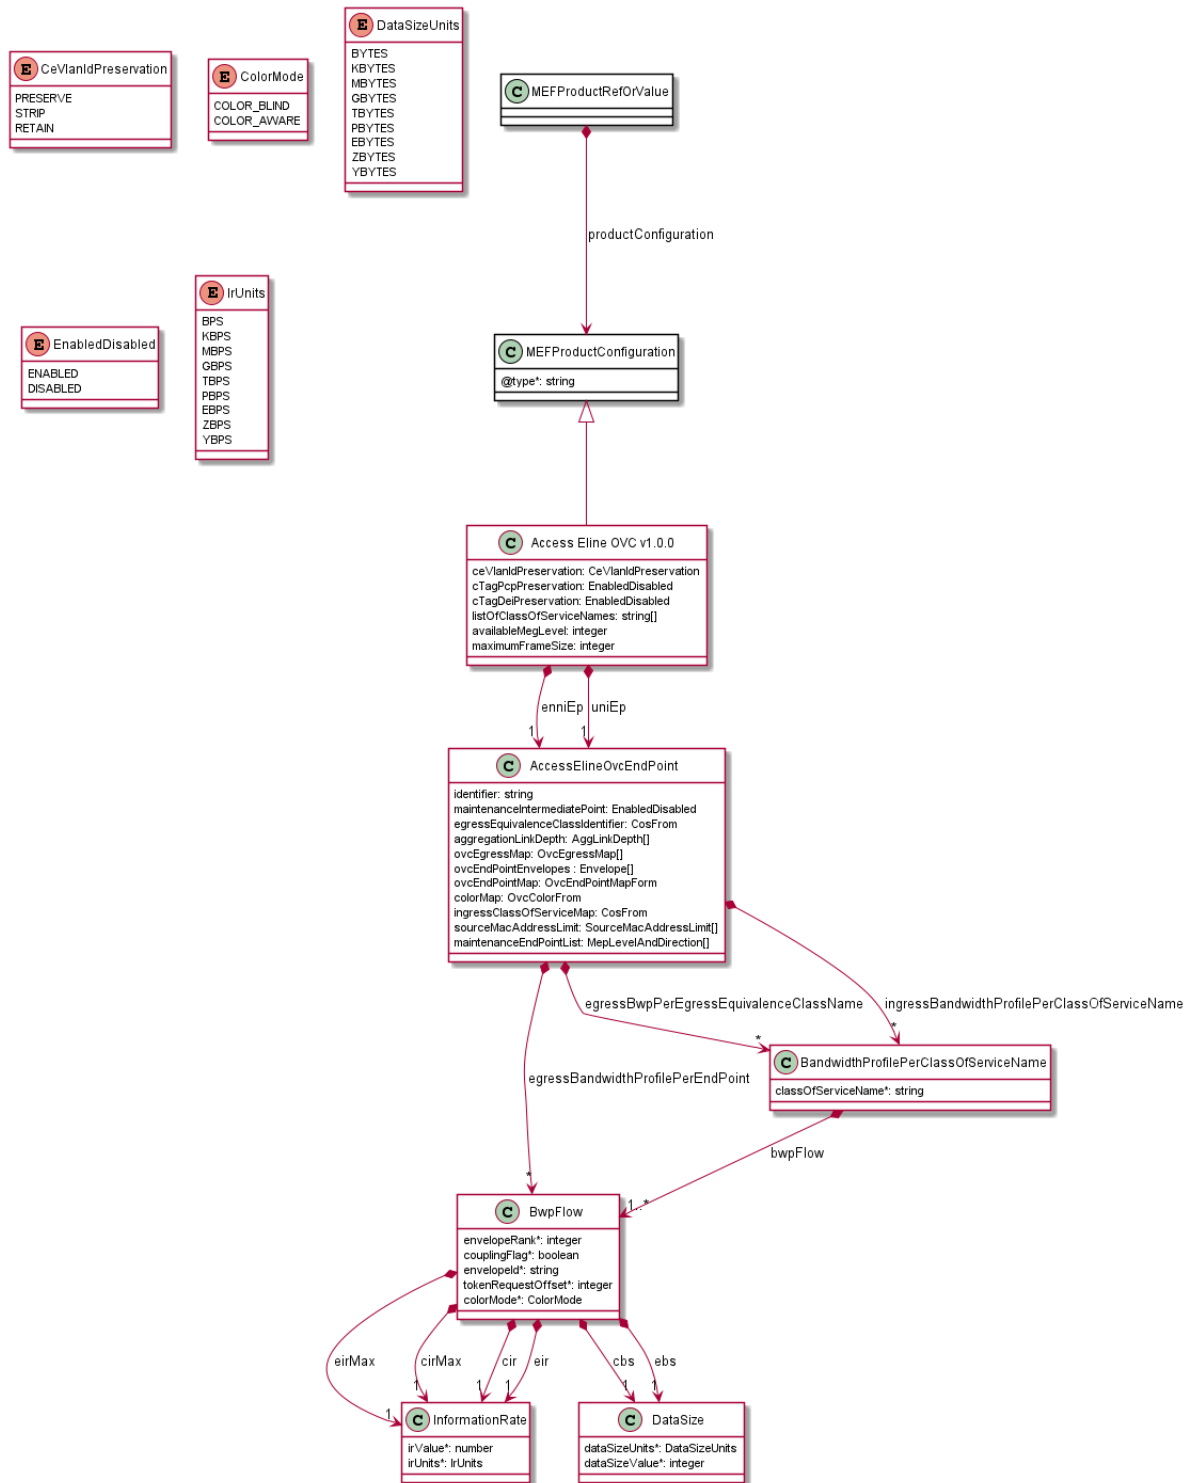 E CeVlanIdPreservation
PRESERVE
STRIP
RETAIN
E ColorMode
COLOR_BLIND
COLOR_AWARE
E DataSizeUnits
BYTES
KBYTES
MBYTES
GBYTES
TBYTES
PBYTES
EBYTES
ZBYTES
YBYTES
C MEFProductRefOrValue
productConfiguration
E EnabledDisabled
ENABLED
DISABLED
E IrUnits
BPS
KBPS
MBPS
GBPS
TBPS
PBPS
EBPS
ZBPS
YBPS
C MEFProductConfiguration
@type*: string
C Access Eline OVC v1.0.0
ceVlanIdPreservation: CeVlanIdPreservation
cTagPcpPreservation: EnabledDisabled
cTagDeiPreservation: EnabledDisabled
listOfClassOfServiceNames: string[]
availableMegLevel: integer
maximumFrameSize: integer
enniEp
uniEp
1
1
C AccessElineOvcEndPoint
identifier: string
maintenanceIntermediatePoint: EnabledDisabled
egressEquivalenceClassIdentifier: CosFrom
aggregationLinkDepth: AggLinkDepth[]
ovcEgressMap: OvcEgressMap[]
ovcEndPointEnvelopes : Envelope[]
ovcEndPointMap: OvcEndPointMapForm
colorMap: OvcColorFrom
ingressClassOfServiceMap: CosFrom
sourceMacAddressLimit: SourceMacAddressLimit[]
maintenanceEndPointList: MepLevelAndDirection[]
egressBwpPerEgressEquivalenceClassName
ingressBandwidthProfilePerClassOfServiceName
*
*
C BandwidthProfilePerClassOfServiceName
classOfServiceName*: string
egressBandwidthProfilePerEndPoint
bwpFlow
*
1..*
C BwpFlow
envelopeRank*: integer
couplingFlag*: boolean
envelopeId*: string
tokenRequestOffset*: integer
colorMode*: ColorMode
eirMax
cirMax
cir
eir
cbs
ebs
1
1
1
1
1
1
C InformationRate
irValue*: number
irUnits*: IrUnits
C DataSize
dataSizeUnits*: DataSizeUnits
dataSizeValue*: integer